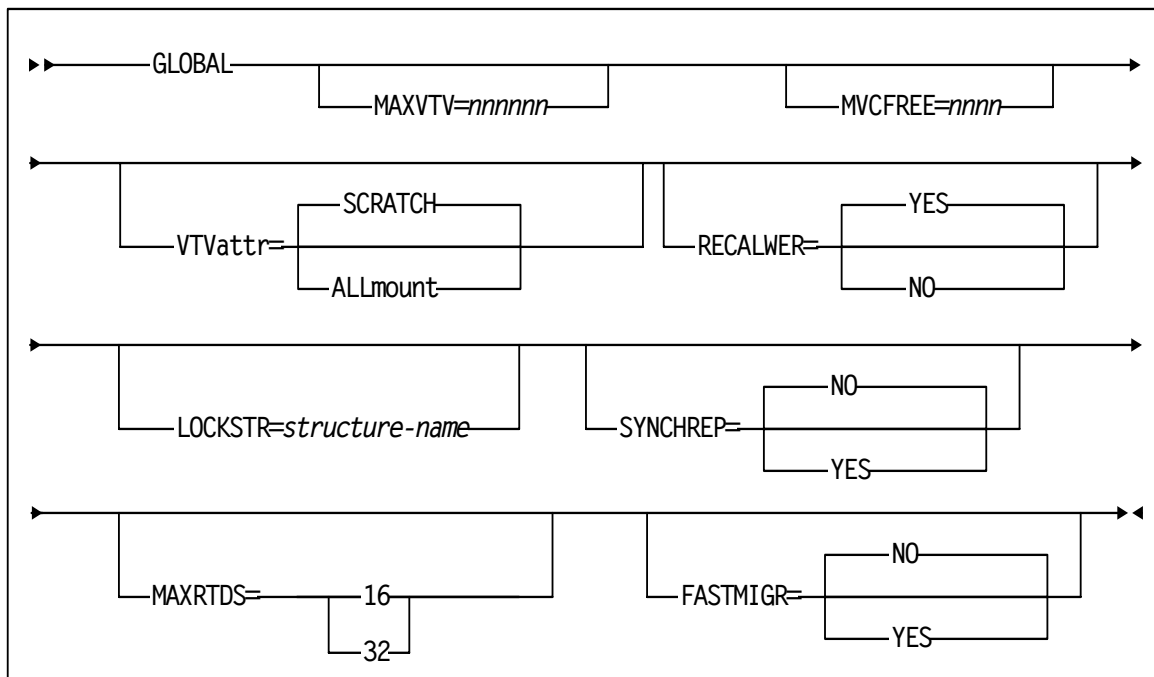 GLOBAL
MAXVTV=nnnnnn
MVCFREE=nnnn
SCRATCH
VTVattr=
ALLmount
YES
RECALWER=
NO
LOCKSTR=structure-name
NO
SYNCHREP=
YES
MAXRTDS=
16
32
NO
FASTMIGR=
YES